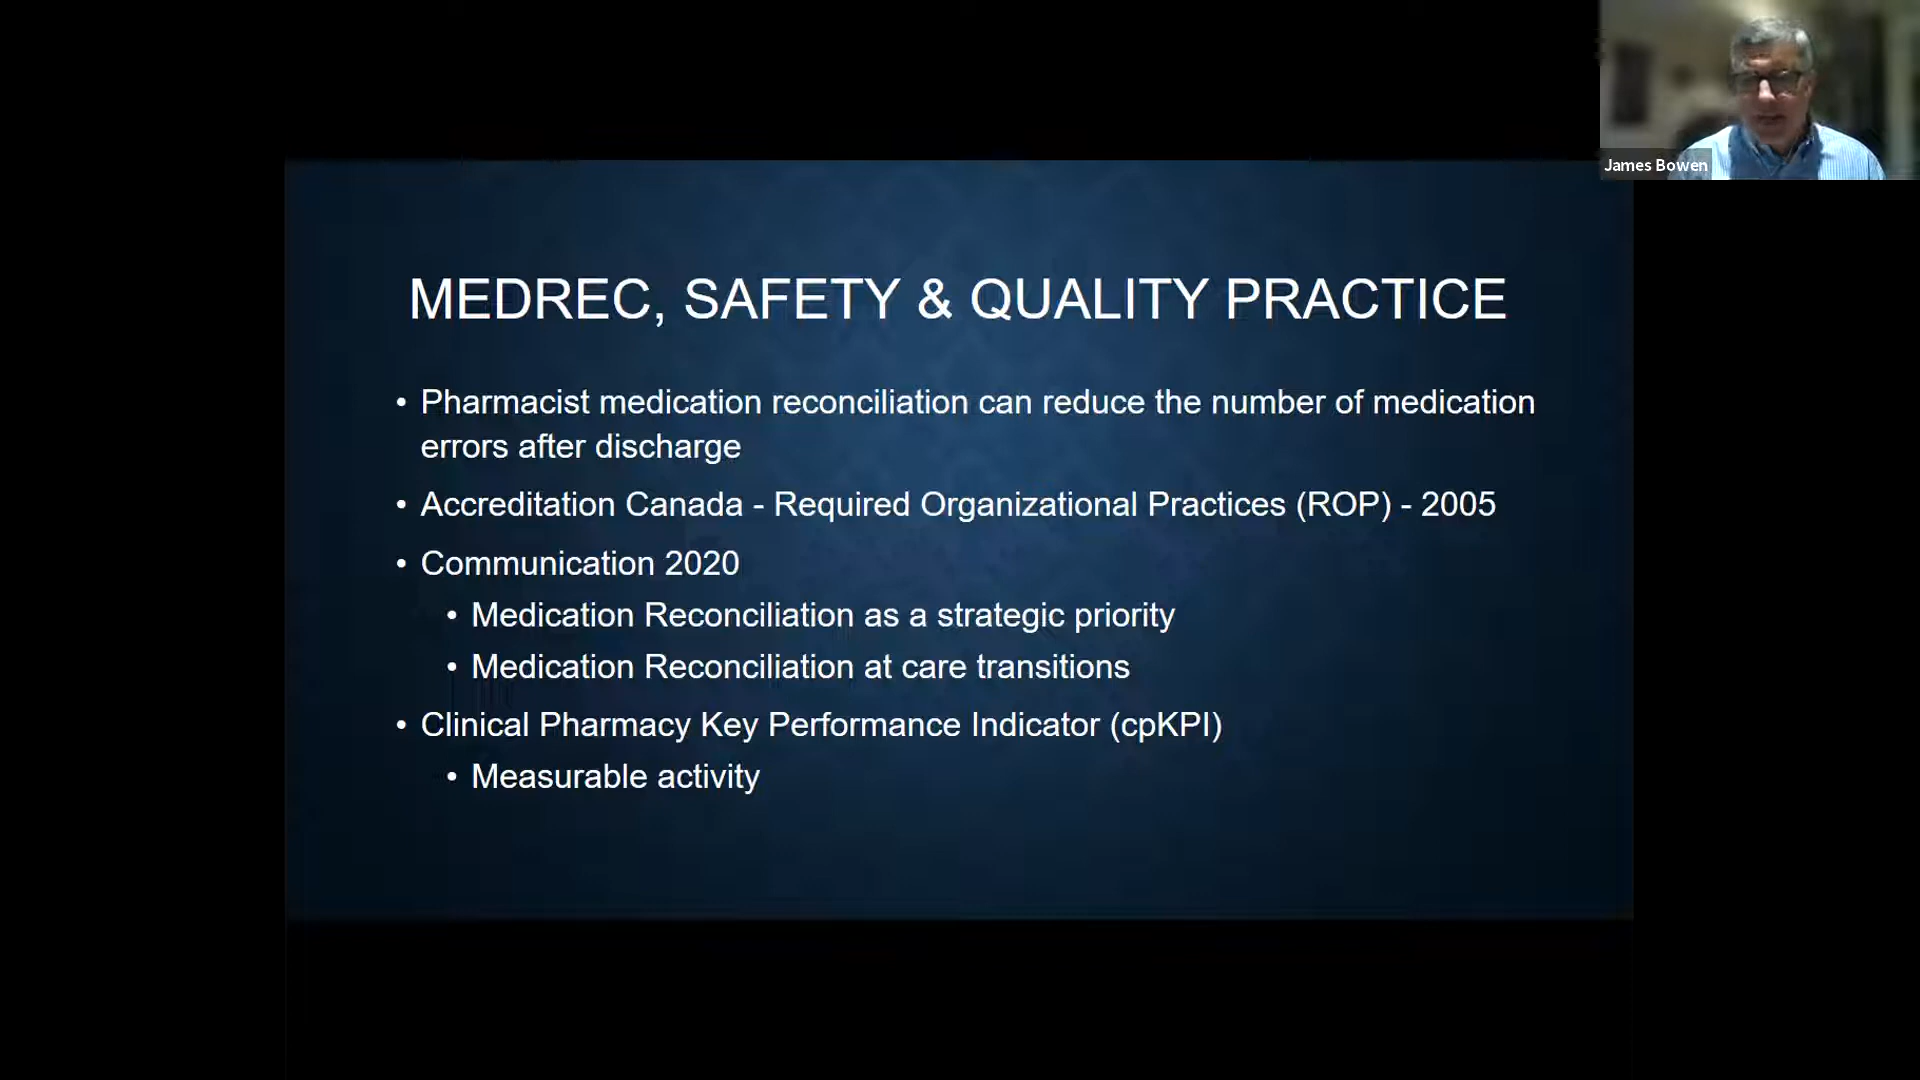 James Bowen
MEDREC, SAFETY & QUALITY PRACTICE
• Pharmacist medication reconciliation can reduce the number of medication
errors after discharge
• Accreditation Canada - Required Organizational Practices (ROP) - 2005
• Communication 2020
• Medication Reconciliation as a strategic priority
• Medication Reconciliation at care transitions
• Clinical Pharmacy Key Performance Indicator (cpKPI)
• Measurable activity